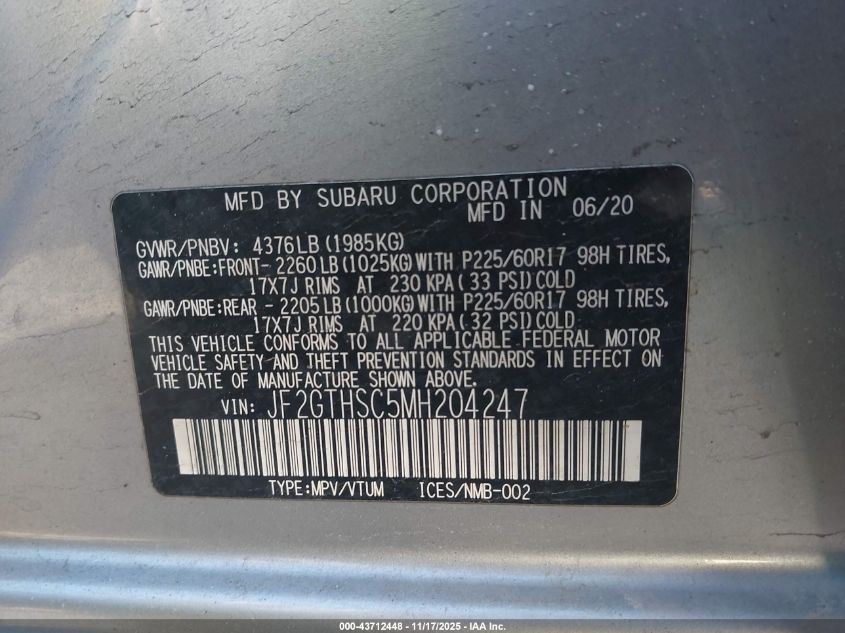 MFD BY SUBARU CORPORATION
MFD IN 06/20
GVWR/PNBV: 4376LB (1985KG)
GAWR/PNBE:FRONT- 2260LB (1025KG) WITH P225/60R17 98H TIRES,
17X7J RIMS AT 230 KPA (33 PSI) COLD
GAWR/PNBE:REAR - 2205LB (1000KG) WITH P225/60R17 98H TIRES,
17X7J RIMS AT 220 KPA (32 PSI) COLD
THIS VEHICLE CONFORMS TO ALL APPLICABLE FEDERAL MOTOR
VEHICLE SAFETY AND THEFT PREVENTION STANDARDS IN EFFECT ON
THE DATE OF MANUFACTURE SHOWN ABOVE.
VIN: JF2GTHSC5MH204247
TYPE:MPV/VTUM ICES/NMB-002
000-43712448 - 11/17/2025 - IAA Inc.